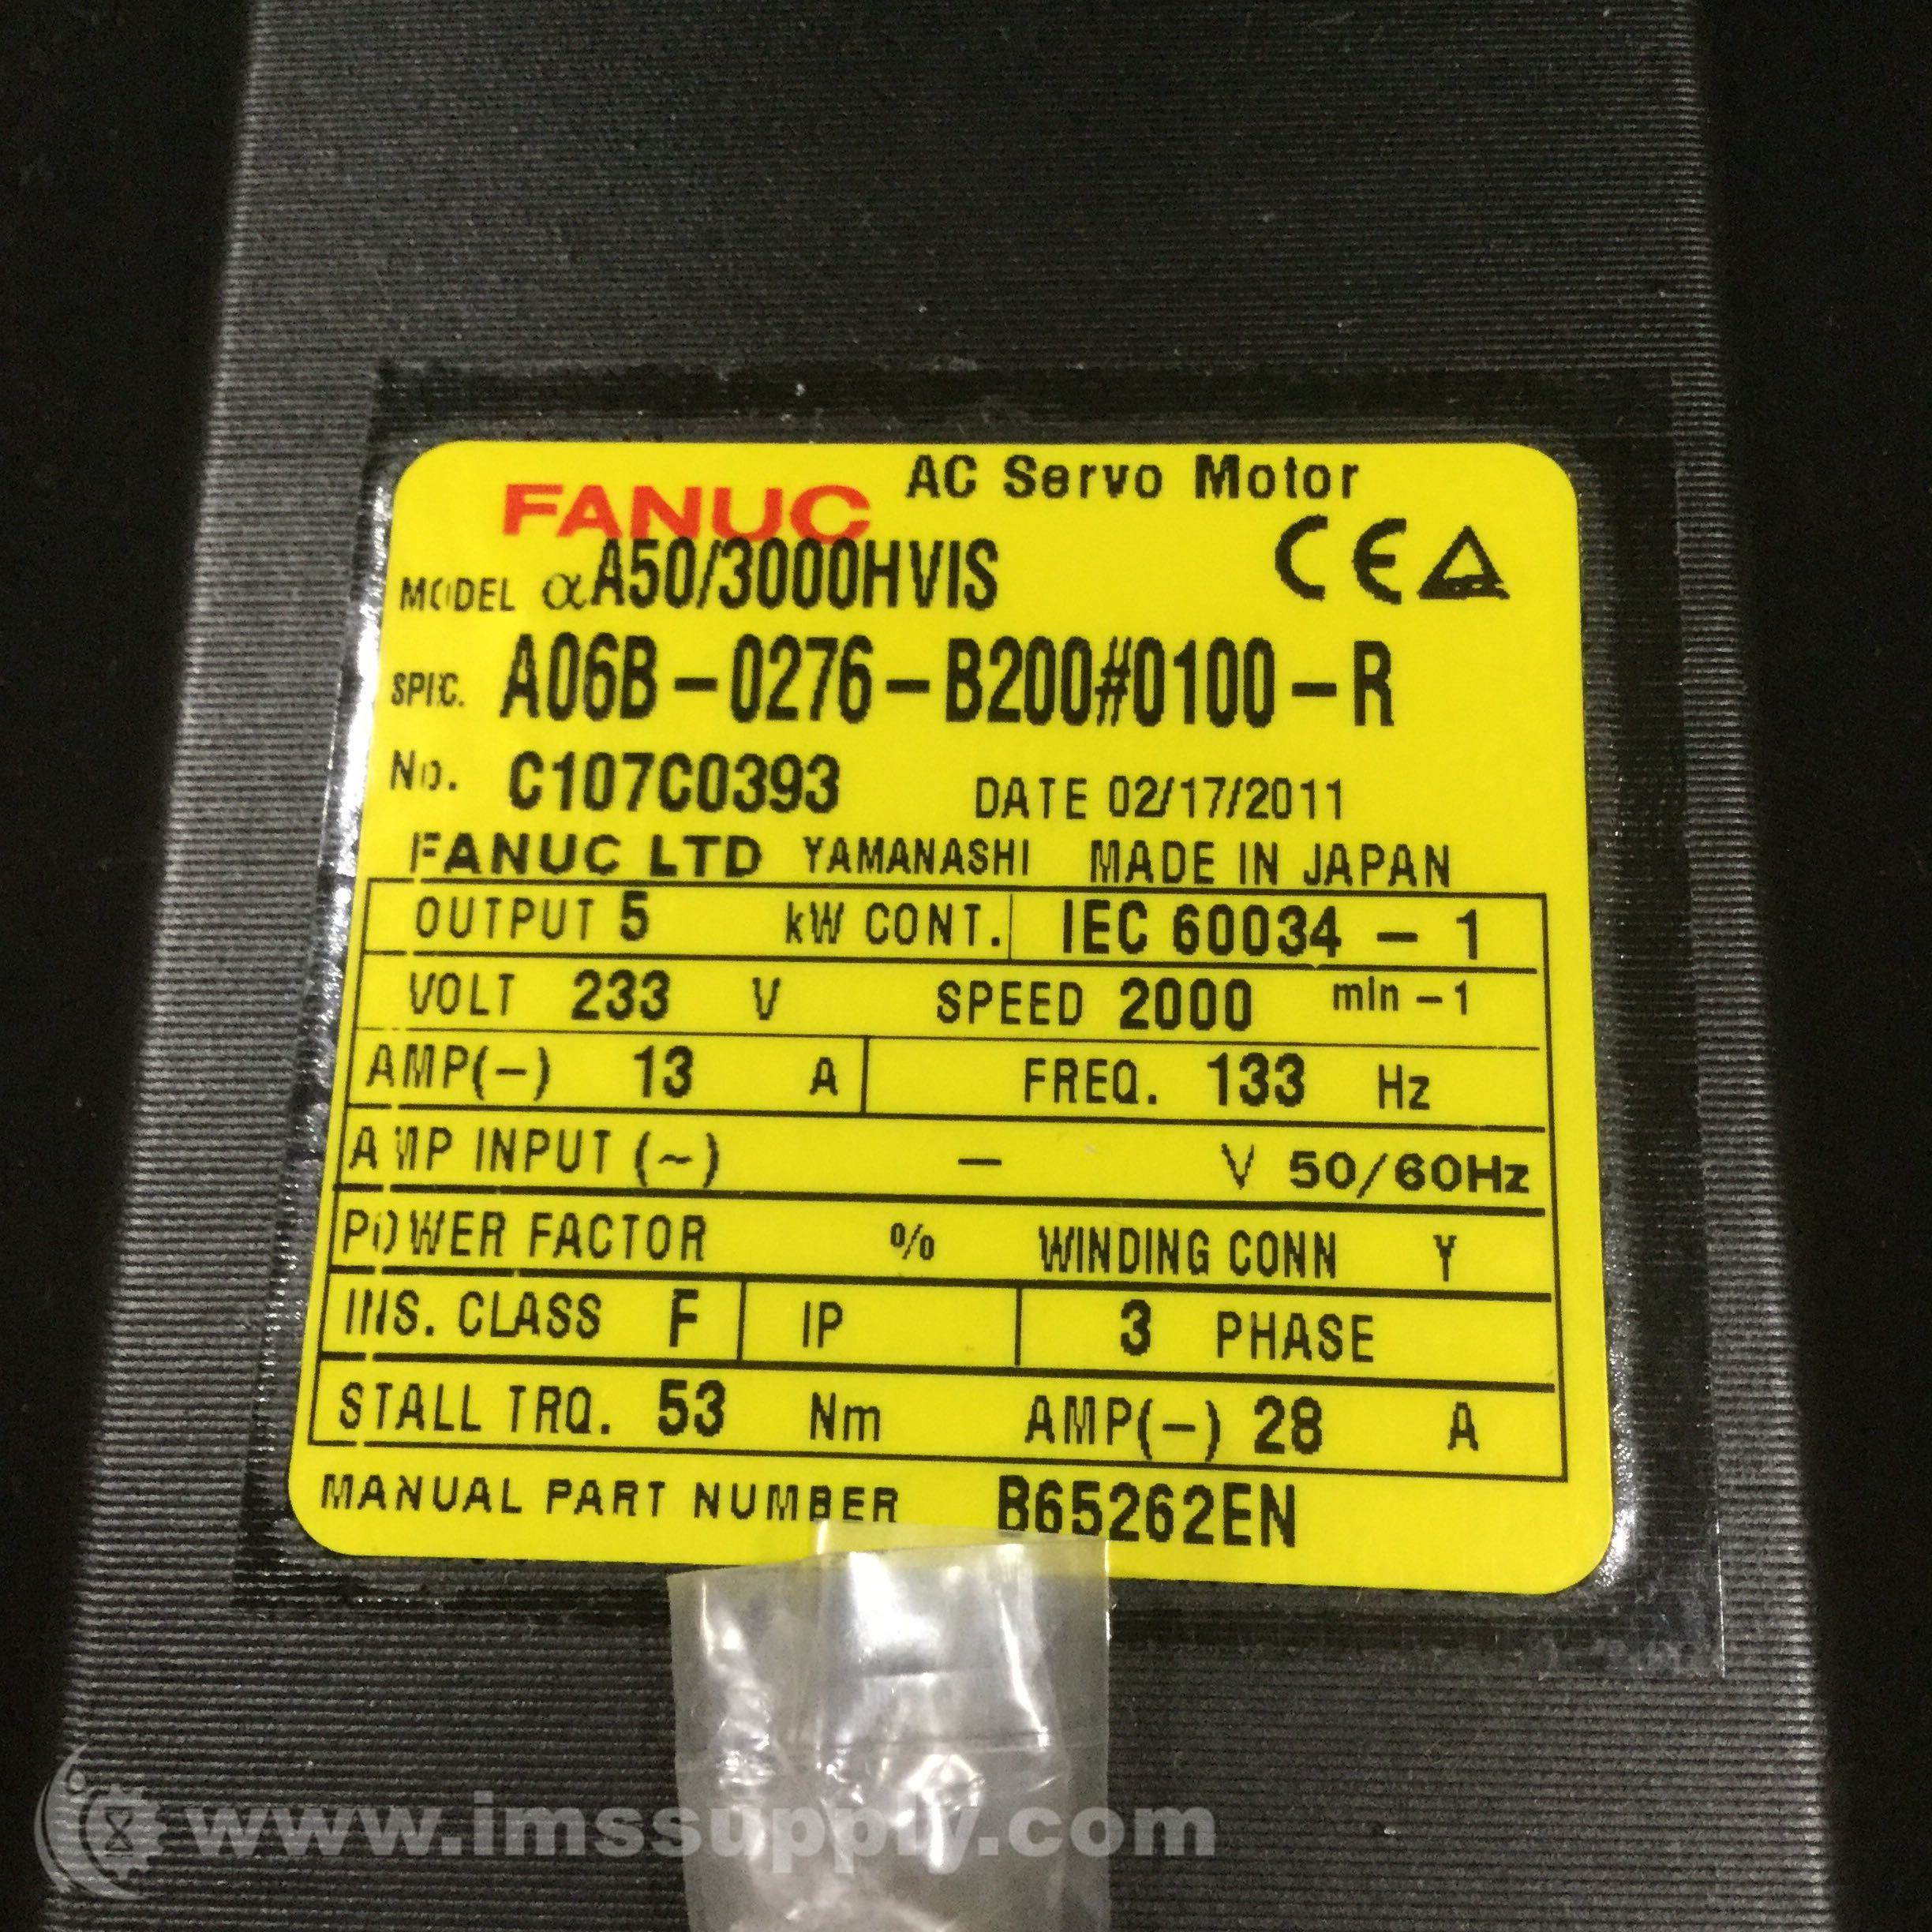 FANUC AC Servo Motor
MODEL αA50/3000HVIS CE
SPEC. A06B-0276-B200#0100-R
No. C107C0393 DATE 02/17/2011
FANUC LTD YAMANASHI MADE IN JAPAN
OUTPUT 5 kW CONT. IEC 60034-1
VOLT 233 V SPEED 2000 min-1
AMP(~) 13 A FREQ. 133 Hz
AMP INPUT (~) – V 50/60Hz
POWER FACTOR % WINDING CONN Y
INS. CLASS F IP 3 PHASE
STALL TRQ. 53 Nm AMP(~) 28 A
MANUAL PART NUMBER B65262EN
www.imssupply.com